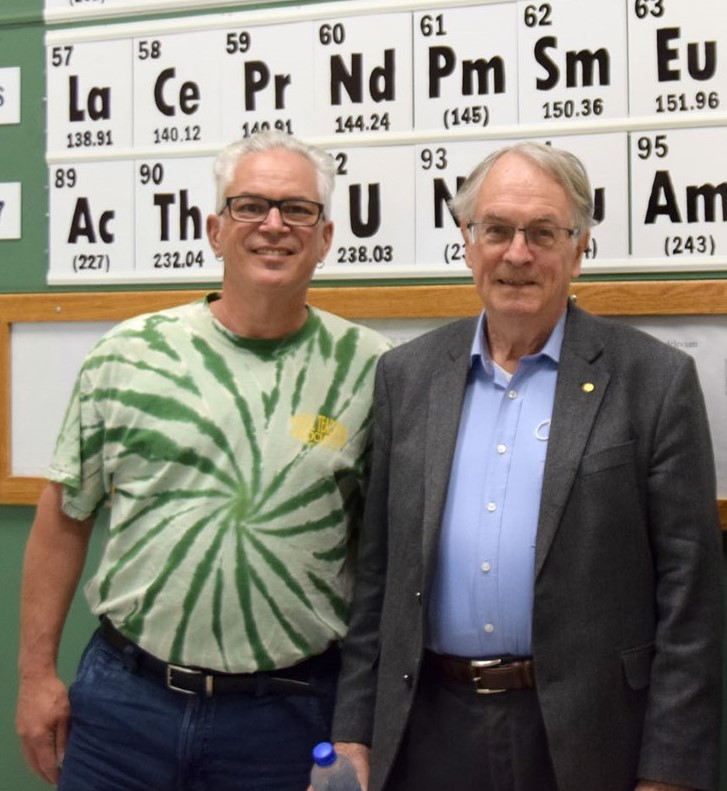 57 58 59 60 61 62 63
La Ce Pr Nd Pm Sm Eu
138.91 140.12 140.91 144.24 (145) 150.36 151.96
89 90 93 95
Ac Th U Am
(227) 232.04 238.03 (243)